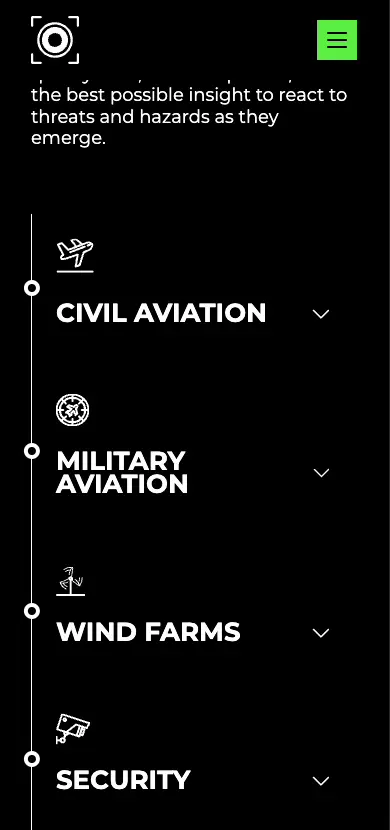 the best possible insight to react to
threats and hazards as they
emerge.
CIVIL AVIATION
MILITARY
AVIATION
WIND FARMS
SECURITY